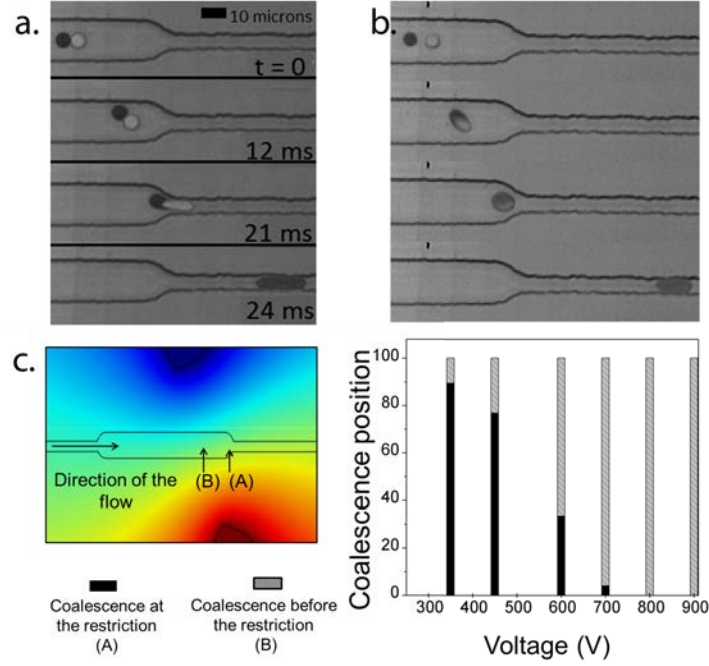 a.
10 microns
t = 0
12 ms
21 ms
24 ms
b.
c.
Direction of the
flow
(B)
(A)
Coalescence at
the restriction
(A)
Coalescence before
the restriction
(B)
Coalescence position
100
80
60
40
20
0
300
400
500
600
700
800
900
Voltage (V)